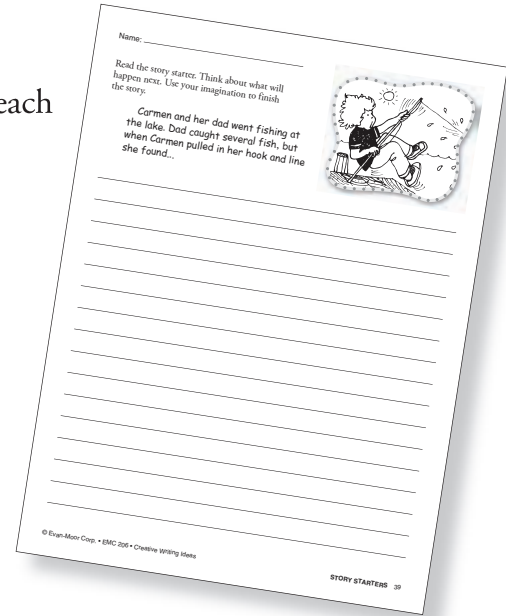 each
Name:
Read the story starter. Think about what will
happen next. Use your imagination to finish
the story.
Carmen and her dad went fishing at
the lake. Dad caught several fish, but
when Carmen pulled in her hook and line
she found...
© Evan-Moor Corp. • EMC 206 • Creative Writing Ideas
STORY STARTERS 39